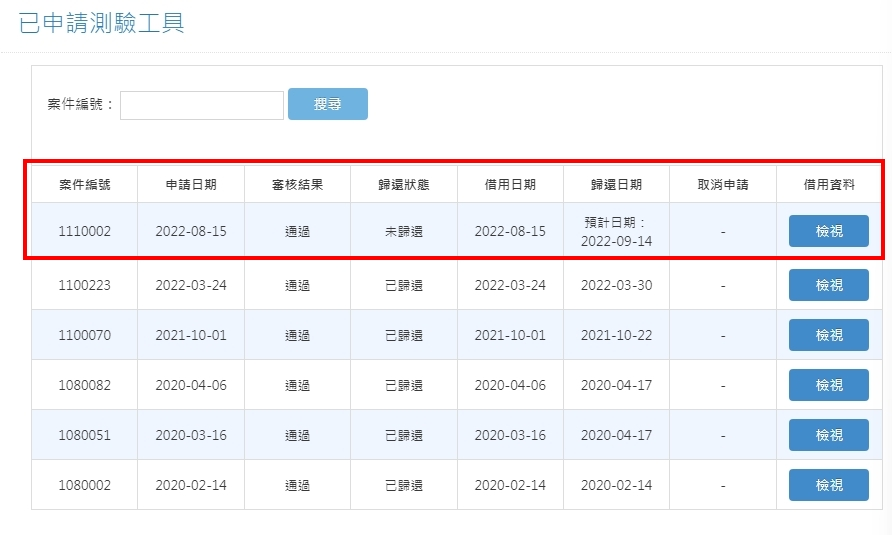 已申請測驗工具
案件編號： 搜尋
案件編號 申請日期 審核結果 歸還狀態 借用日期 歸還日期 取消申請 借用資料
1110002 2022-08-15 通過 未歸還 2022-08-15 預計日期：
2022-09-14 - 檢視
1100223 2022-03-24 通過 已歸還 2022-03-24 2022-03-30 - 檢視
1100070 2021-10-01 通過 已歸還 2021-10-01 2021-10-22 - 檢視
1080082 2020-04-06 通過 已歸還 2020-04-06 2020-04-17 - 檢視
1080051 2020-03-16 通過 已歸還 2020-03-16 2020-04-17 - 檢視
1080002 2020-02-14 通過 已歸還 2020-02-14 2020-02-14 - 檢視